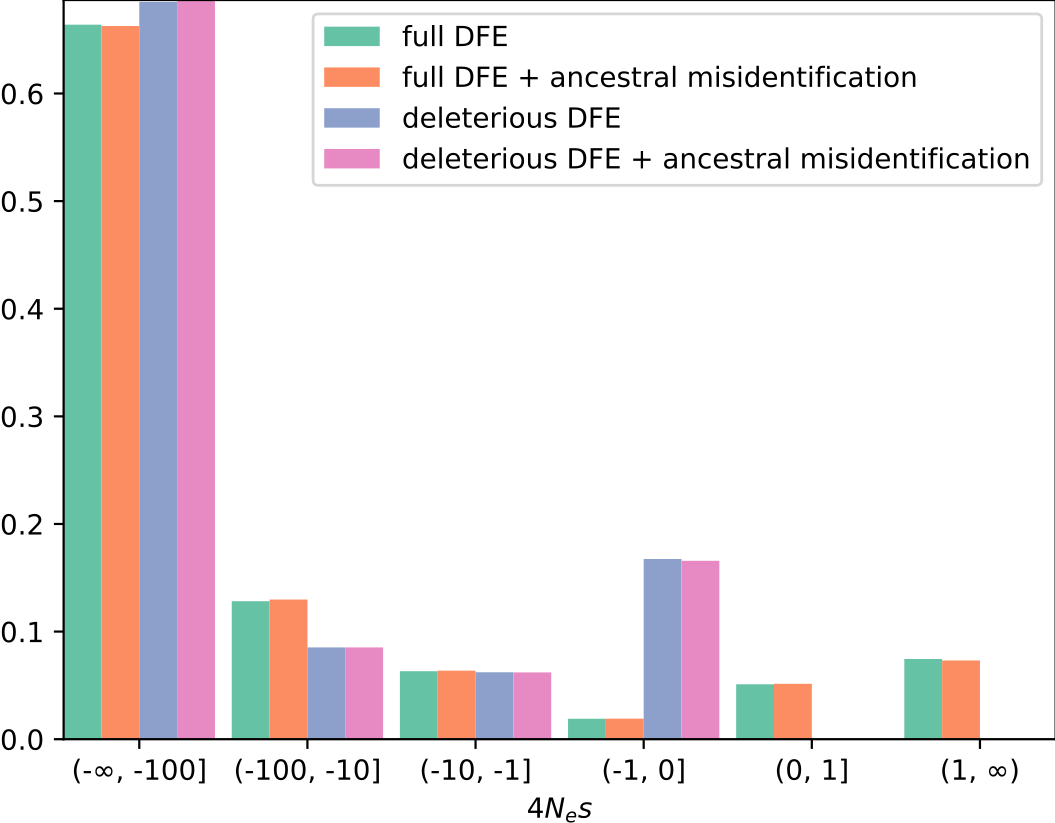 full DFE
full DFE + ancestral misidentification
deleterious DFE
deleterious DFE + ancestral misidentification
0.6
0.5
0.4
0.3
0.2
0.1
0.0
(-∞, -100] (-100, -10] (-10, -1] (-1, 0] (0, 1] (1, ∞)
4Nₑs